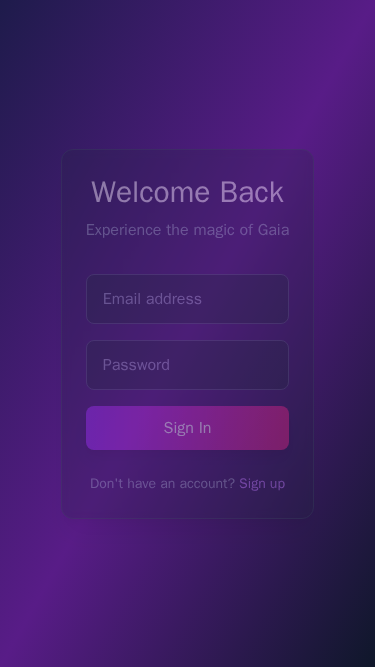 Welcome Back
Experience the magic of Gaia
Email address
Password
Sign In
Don't have an account? Sign up